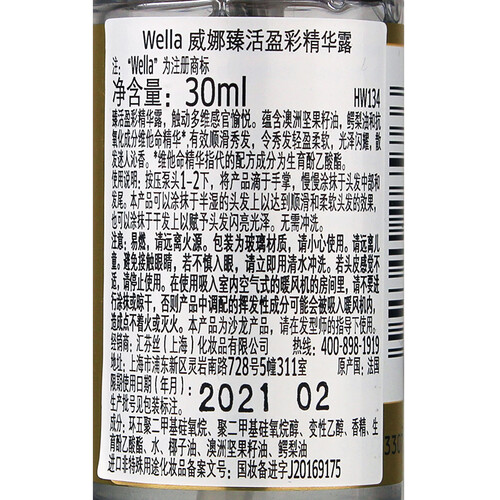 Wella 威娜臻活盈彩精华露
注：“Wella”为注册商标
净含量：30ml HW134
臻活盈彩精华露，触动多维感官愉悦。蕴含澳洲坚果籽油，鳄梨油和抗
氧化成分维他命精华*，有效顺滑秀发，令秀发轻盈柔软，光泽闪耀，散
发迷人沁香。*维他命精华指代的配方成分为生育酚乙酸酯。
使用说明：按压泵头1-2下，将产品滴于手掌，慢慢涂抹于头发中部和
发尾。本产品可以涂抹于半湿的头发上以达到顺滑和柔软头发的效果，
也可以涂抹于干发上以赋予头发闪亮光泽。无需冲洗。
注意：易燃，请远离火源。包装为玻璃材质，请小心使用。请远离儿
童。避免接触眼睛，若不慎入眼，请立即用清水冲洗。若头皮感觉不
适，请停止使用。在使用吸入室内空气式的暖风机的房间里，请不要进
行涂抹或晾干，否则产品中调配的挥发性成分可能会被吸入暖风机内，
造成点不着火或灭火。本产品为沙龙产品，请在发型师的指导下使用。
经销商：汇芬丝（上海）化妆品有限公司 热线：400-898-1919
地址：上海市浦东新区灵岩南路728号5幢311室 原产国：法国
限期使用日期（年月）：2021 02
生产批号见包装标注。
成分：环五聚二甲基硅氧烷、聚二甲基硅氧烷醇、变性乙醇、香精、生
育酚乙酸酯、水、椰子油、澳洲坚果籽油、鳄梨油
进口非特殊用途化妆品备案文号：国妆备进字J20169175